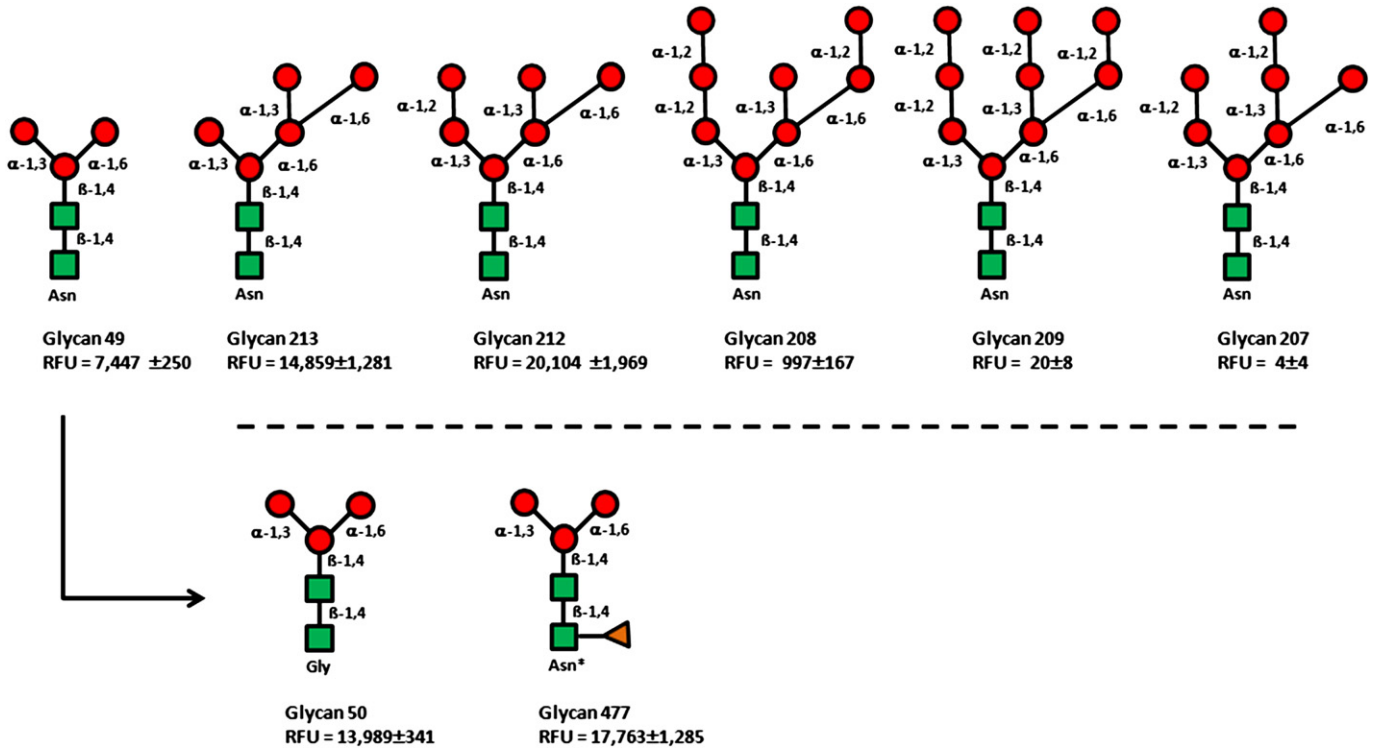 α-1,3 α-1,6
ß-1,4
ß-1,4
Asn
Glycan 49
RFU = 7,447 ±250
α-1,3
α-1,6
α-1,3 α-1,6
ß-1,4
ß-1,4
Asn
Glycan 213
RFU = 14,859±1,281
α-1,2 α-1,3
α-1,6
α-1,3 α-1,6
ß-1,4
ß-1,4
Asn
Glycan 212
RFU = 20,104 ±1,969
α-1,2 α-1,2
α-1,2 α-1,3
α-1,6
α-1,3 α-1,6
ß-1,4
ß-1,4
Asn
Glycan 208
RFU = 997±167
α-1,2 α-1,2 α-1,2
α-1,2 α-1,3
α-1,6
α-1,3 α-1,6
ß-1,4
ß-1,4
Asn
Glycan 209
RFU = 20±8
α-1,2
α-1,2 α-1,3
α-1,6
α-1,3 α-1,6
ß-1,4
ß-1,4
Asn
Glycan 207
RFU = 4±4
α-1,3 α-1,6
ß-1,4
ß-1,4
Gly
Glycan 50
RFU = 13,989±341
α-1,3 α-1,6
ß-1,4
ß-1,4
Asn*
Glycan 477
RFU = 17,763±1,285